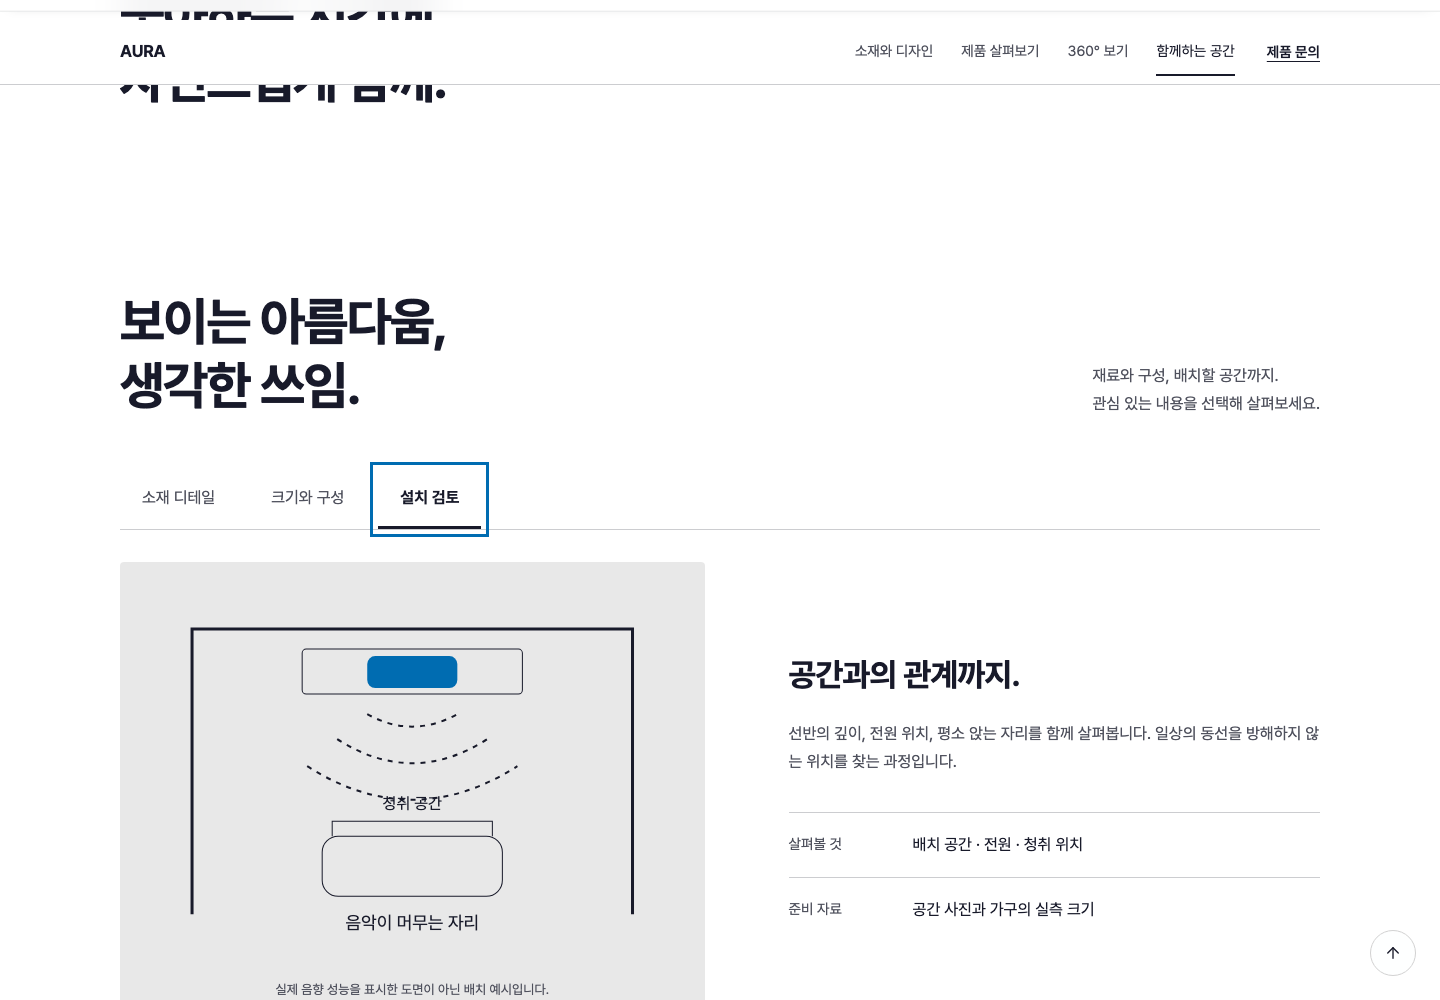 AURA
소재와 디자인
제품 살펴보기
360° 보기
함께하는 공간
제품 문의
보이는 아름다움,
생각한 쓰임.
재료와 구성, 배치할 공간까지.
관심 있는 내용을 선택해 살펴보세요.
소재 디테일
크기와 구성
설치 검토
청취 공간
음악이 머무는 자리
실제 음향 성능을 표시한 도면이 아닌 배치 예시입니다.
공간과의 관계까지.
선반의 깊이, 전원 위치, 평소 앉는 자리를 함께 살펴봅니다. 일상의 동선을 방해하지 않
는 위치를 찾는 과정입니다.
살펴볼 것
배치 공간 · 전원 · 청취 위치
준비 자료
공간 사진과 가구의 실측 크기